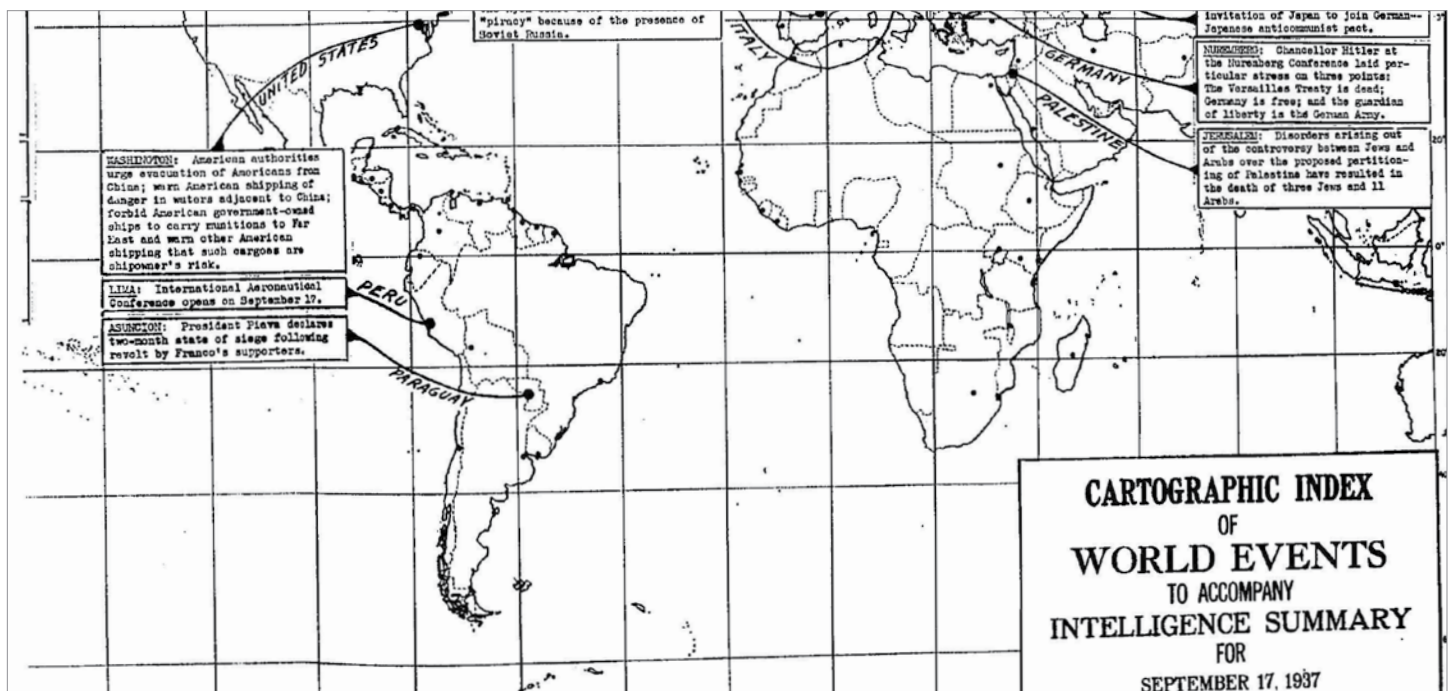 "piracy" because of the presence of
Soviet Russia.
invitation of Japan to join German-
Japanese anticommunist pact.
ITALY
GERMANY
PALESTINE
NUREMBERG: Chancellor Hitler at
the Nuremberg Conference laid par-
ticular stress on three points:
The Versailles Treaty is dead;
Germany is free; and the guardian
of liberty is the German Army.
JERUSALEM: Disorders arising out
of the controversy between Jews and
Arabs over the proposed partition-
ing of Palestine have resulted in
the death of three Jews and 11
Arabs.
UNITED STATES
WASHINGTON: American authorities
urge evacuation of Americans from
China; warn American shipping of
danger in waters adjacent to China;
forbid American government-owned
ships to carry munitions to Far
East and warn other American
shipping that such cargoes are
shipowner's risk.
LIMA: International Aeronautical
Conference opens on September 17.
PERU
ASUNCION: President Piava declares
two-month state of siege following
revolt by Franco's supporters.
PARAGUAY
20°
0°
20°
CARTOGRAPHIC INDEX
OF
WORLD EVENTS
TO ACCOMPANY
INTELLIGENCE SUMMARY
FOR
SEPTEMBER 17, 1937